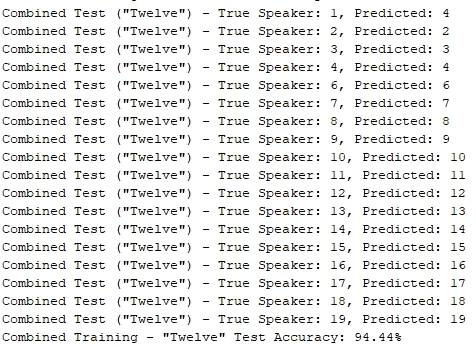 Combined Test ("Twelve") - True Speaker: 1, Predicted: 4
Combined Test ("Twelve") - True Speaker: 2, Predicted: 2
Combined Test ("Twelve") - True Speaker: 3, Predicted: 3
Combined Test ("Twelve") - True Speaker: 4, Predicted: 4
Combined Test ("Twelve") - True Speaker: 6, Predicted: 6
Combined Test ("Twelve") - True Speaker: 7, Predicted: 7
Combined Test ("Twelve") - True Speaker: 8, Predicted: 8
Combined Test ("Twelve") - True Speaker: 9, Predicted: 9
Combined Test ("Twelve") - True Speaker: 10, Predicted: 10
Combined Test ("Twelve") - True Speaker: 11, Predicted: 11
Combined Test ("Twelve") - True Speaker: 12, Predicted: 12
Combined Test ("Twelve") - True Speaker: 13, Predicted: 13
Combined Test ("Twelve") - True Speaker: 14, Predicted: 14
Combined Test ("Twelve") - True Speaker: 15, Predicted: 15
Combined Test ("Twelve") - True Speaker: 16, Predicted: 16
Combined Test ("Twelve") - True Speaker: 17, Predicted: 17
Combined Test ("Twelve") - True Speaker: 18, Predicted: 18
Combined Test ("Twelve") - True Speaker: 19, Predicted: 19
Combined Training - "Twelve" Test Accuracy: 94.44%